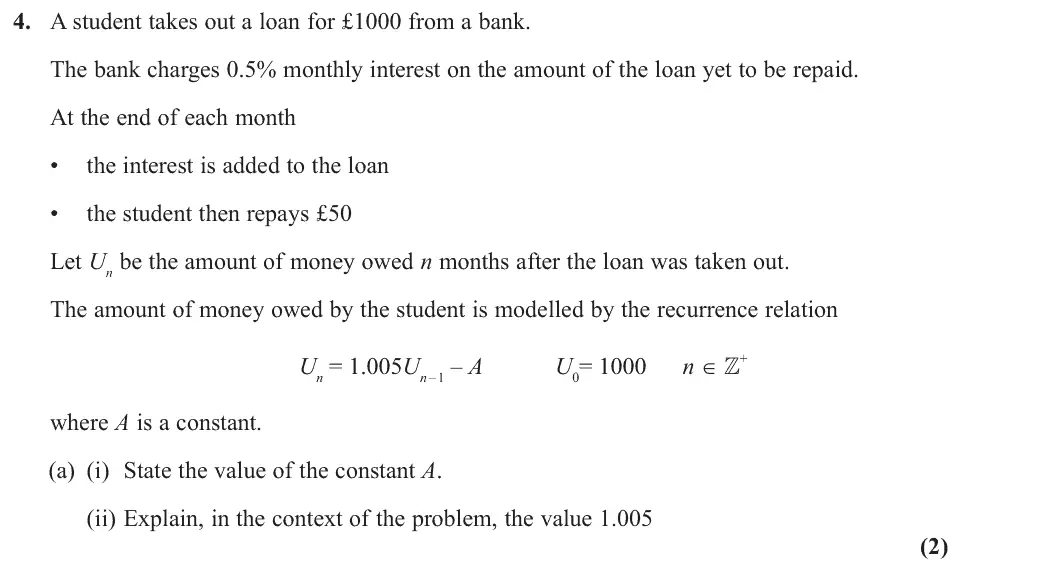 4. A student takes out a loan for £1000 from a bank.
The bank charges 0.5% monthly interest on the amount of the loan yet to be repaid.
At the end of each month
• the interest is added to the loan
• the student then repays £50
Let Uₙ be the amount of money owed n months after the loan was taken out.
The amount of money owed by the student is modelled by the recurrence relation
Uₙ = 1.005Uₙ₋₁ – A U₀= 1000 n ∈ ℤ⁺
where A is a constant.
(a) (i) State the value of the constant A.
(ii) Explain, in the context of the problem, the value 1.005
(2)